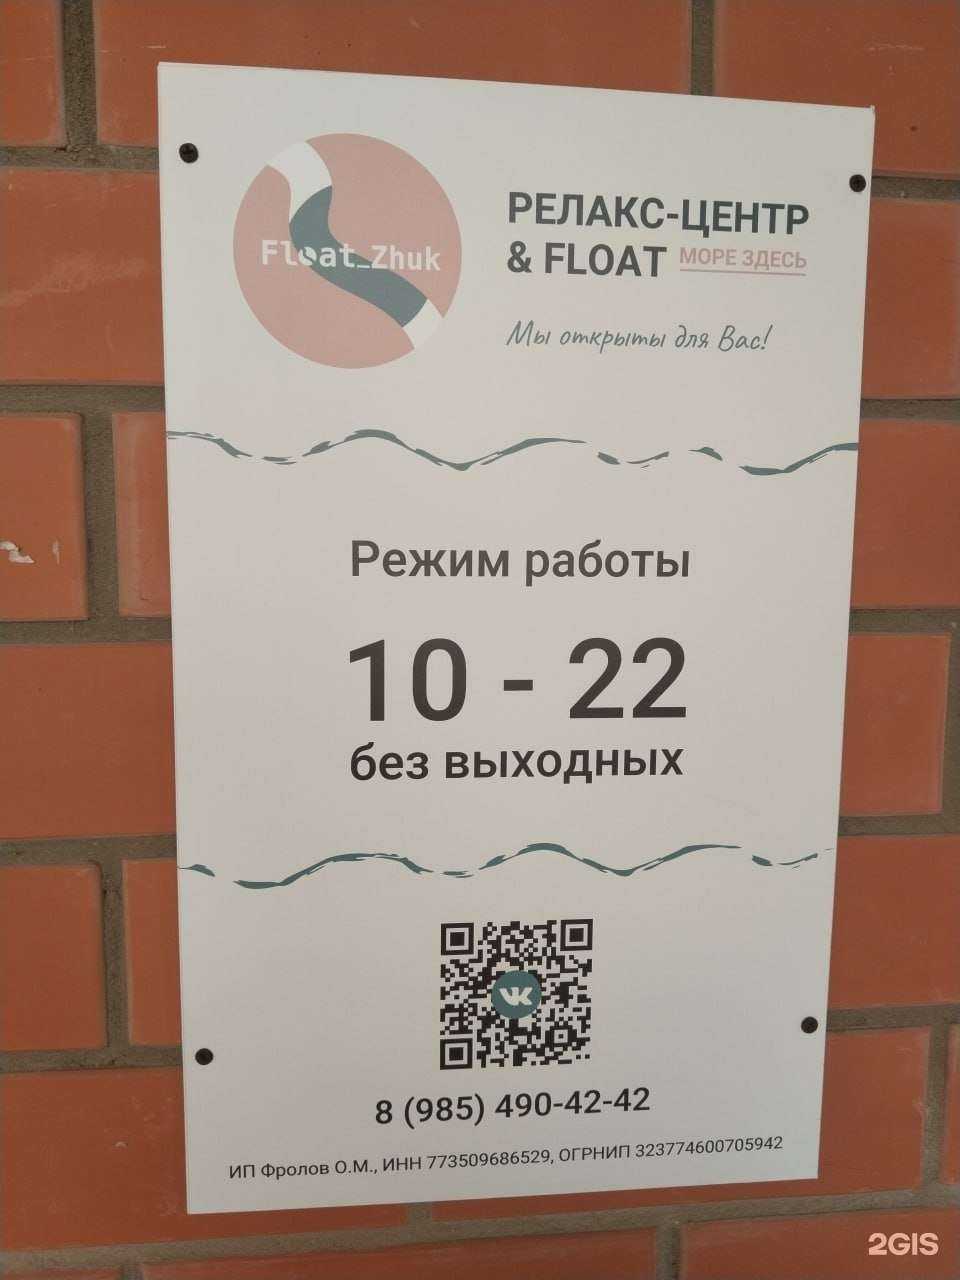 Float_Zhuk
РЕЛАКС-ЦЕНТР
& FLOAT МОРЕ ЗДЕСЬ
Мы открыты для Вас!
Режим работы
10 - 22
без выходных
8 (985) 490-42-42
ИП Фролов О.М., ИНН 773509686529, ОГРНИП 323774600705942
2GIS